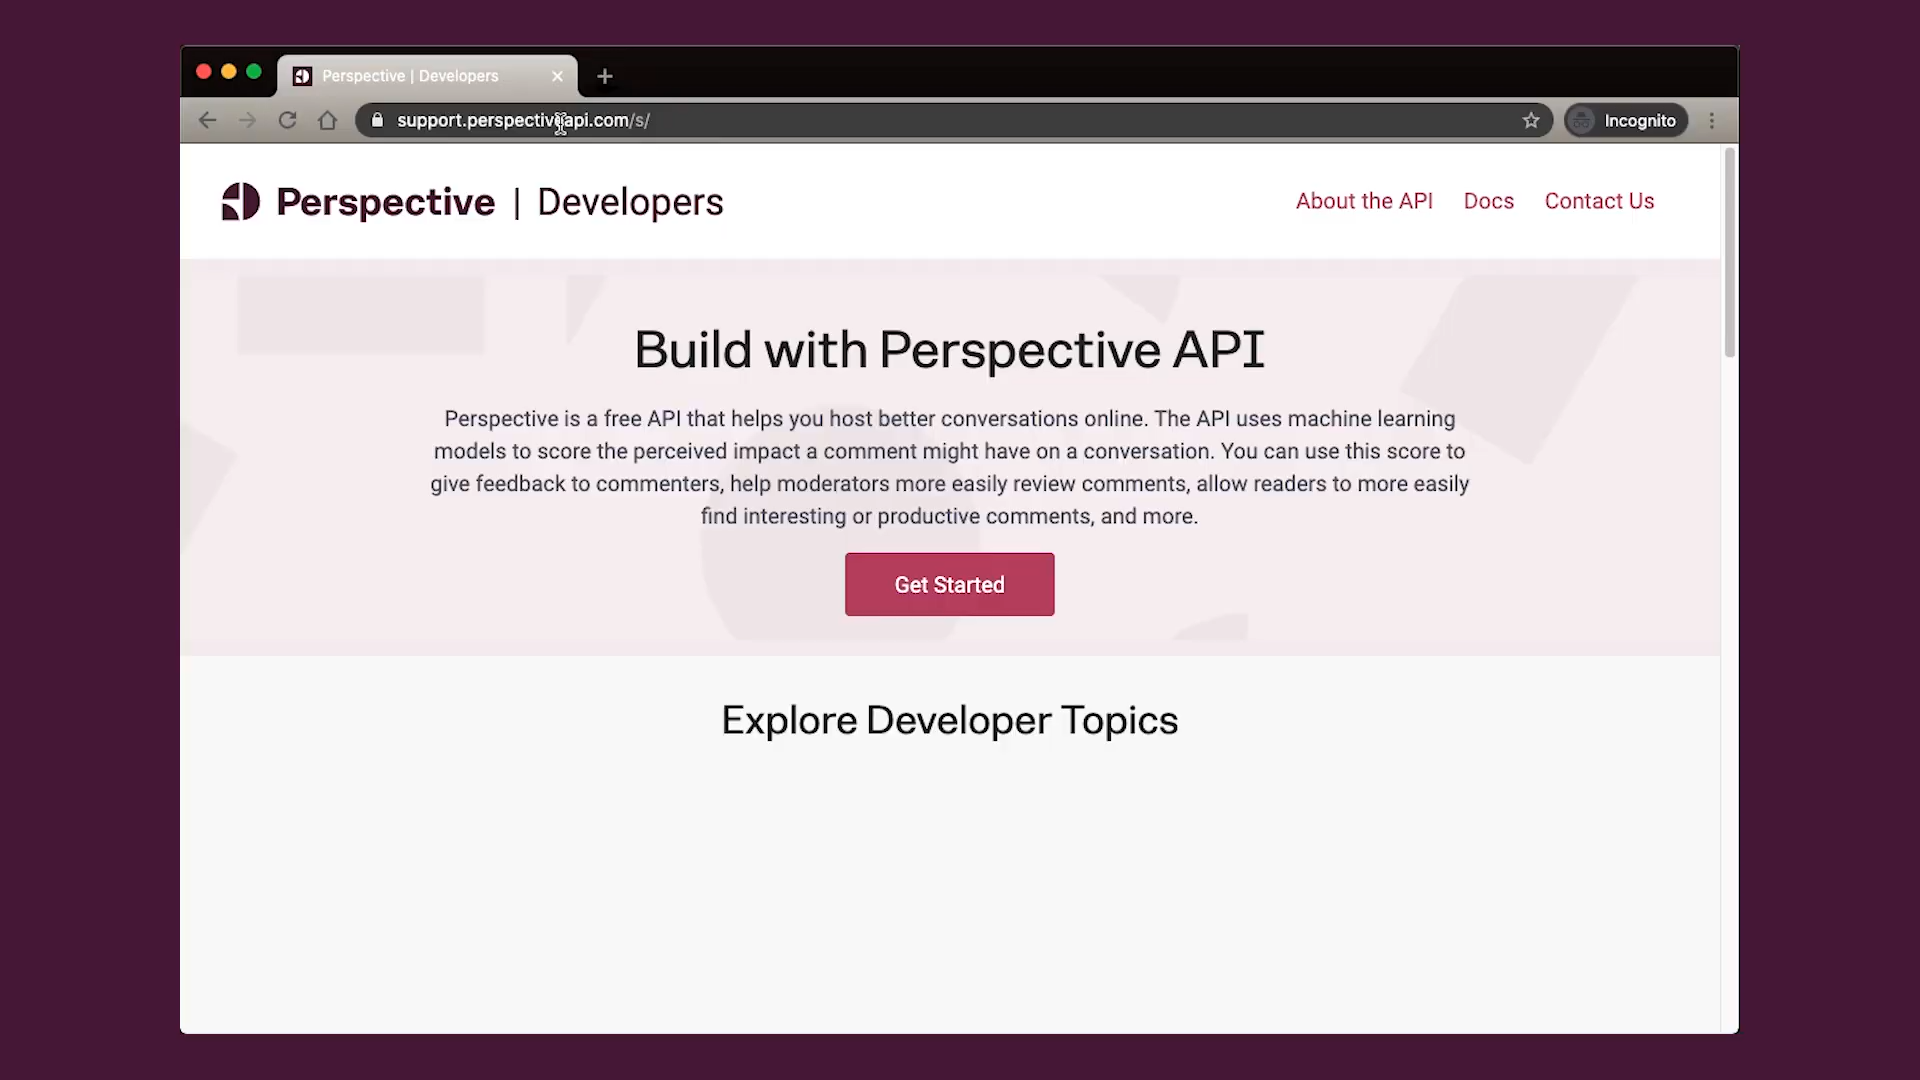 Perspective | Developers
support.perspectiveapi.com/s/
Incognito
Perspective | Developers
About the API
Docs
Contact Us
Build with Perspective API
Perspective is a free API that helps you host better conversations online. The API uses machine learning
models to score the perceived impact a comment might have on a conversation. You can use this score to
give feedback to commenters, help moderators more easily review comments, allow readers to more easily
find interesting or productive comments, and more.
Get Started
Explore Developer Topics